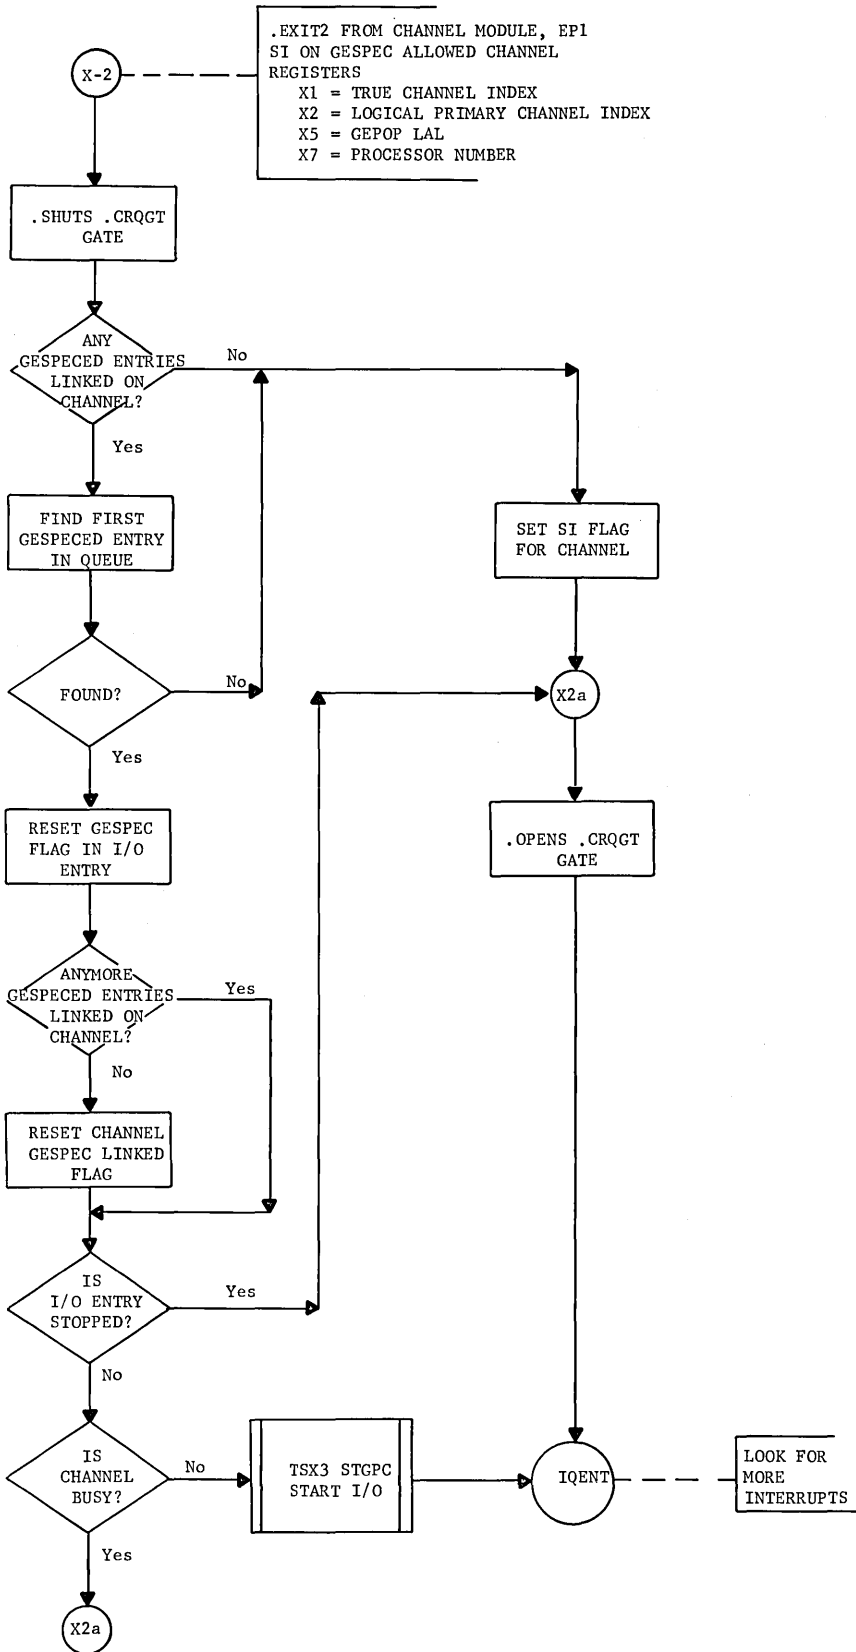 .EXIT2 FROM CHANNEL MODULE, EP1
SI ON GESPEC ALLOWED CHANNEL
REGISTERS
X1 = TRUE CHANNEL INDEX
X2 = LOGICAL PRIMARY CHANNEL INDEX
X5 = GEPOP LAL
X7 = PROCESSOR NUMBER
X-2
.SHUTS .CRQGT
GATE
ANY
GESPECED ENTRIES
LINKED ON
CHANNEL?
No
Yes
FIND FIRST
GESPECED ENTRY
IN QUEUE
SET SI FLAG
FOR CHANNEL
FOUND?
No
X2a
Yes
RESET GESPEC
FLAG IN I/O
ENTRY
.OPENS .CRQGT
GATE
ANYMORE
GESPECED ENTRIES
LINKED ON
CHANNEL?
Yes
No
RESET CHANNEL
GESPEC LINKED
FLAG
IS
I/O ENTRY
STOPPED?
Yes
No
IS
CHANNEL
BUSY?
No
TSX3 STGPC
START I/O
IQENT
LOOK FOR
MORE
INTERRUPTS
Yes
X2a